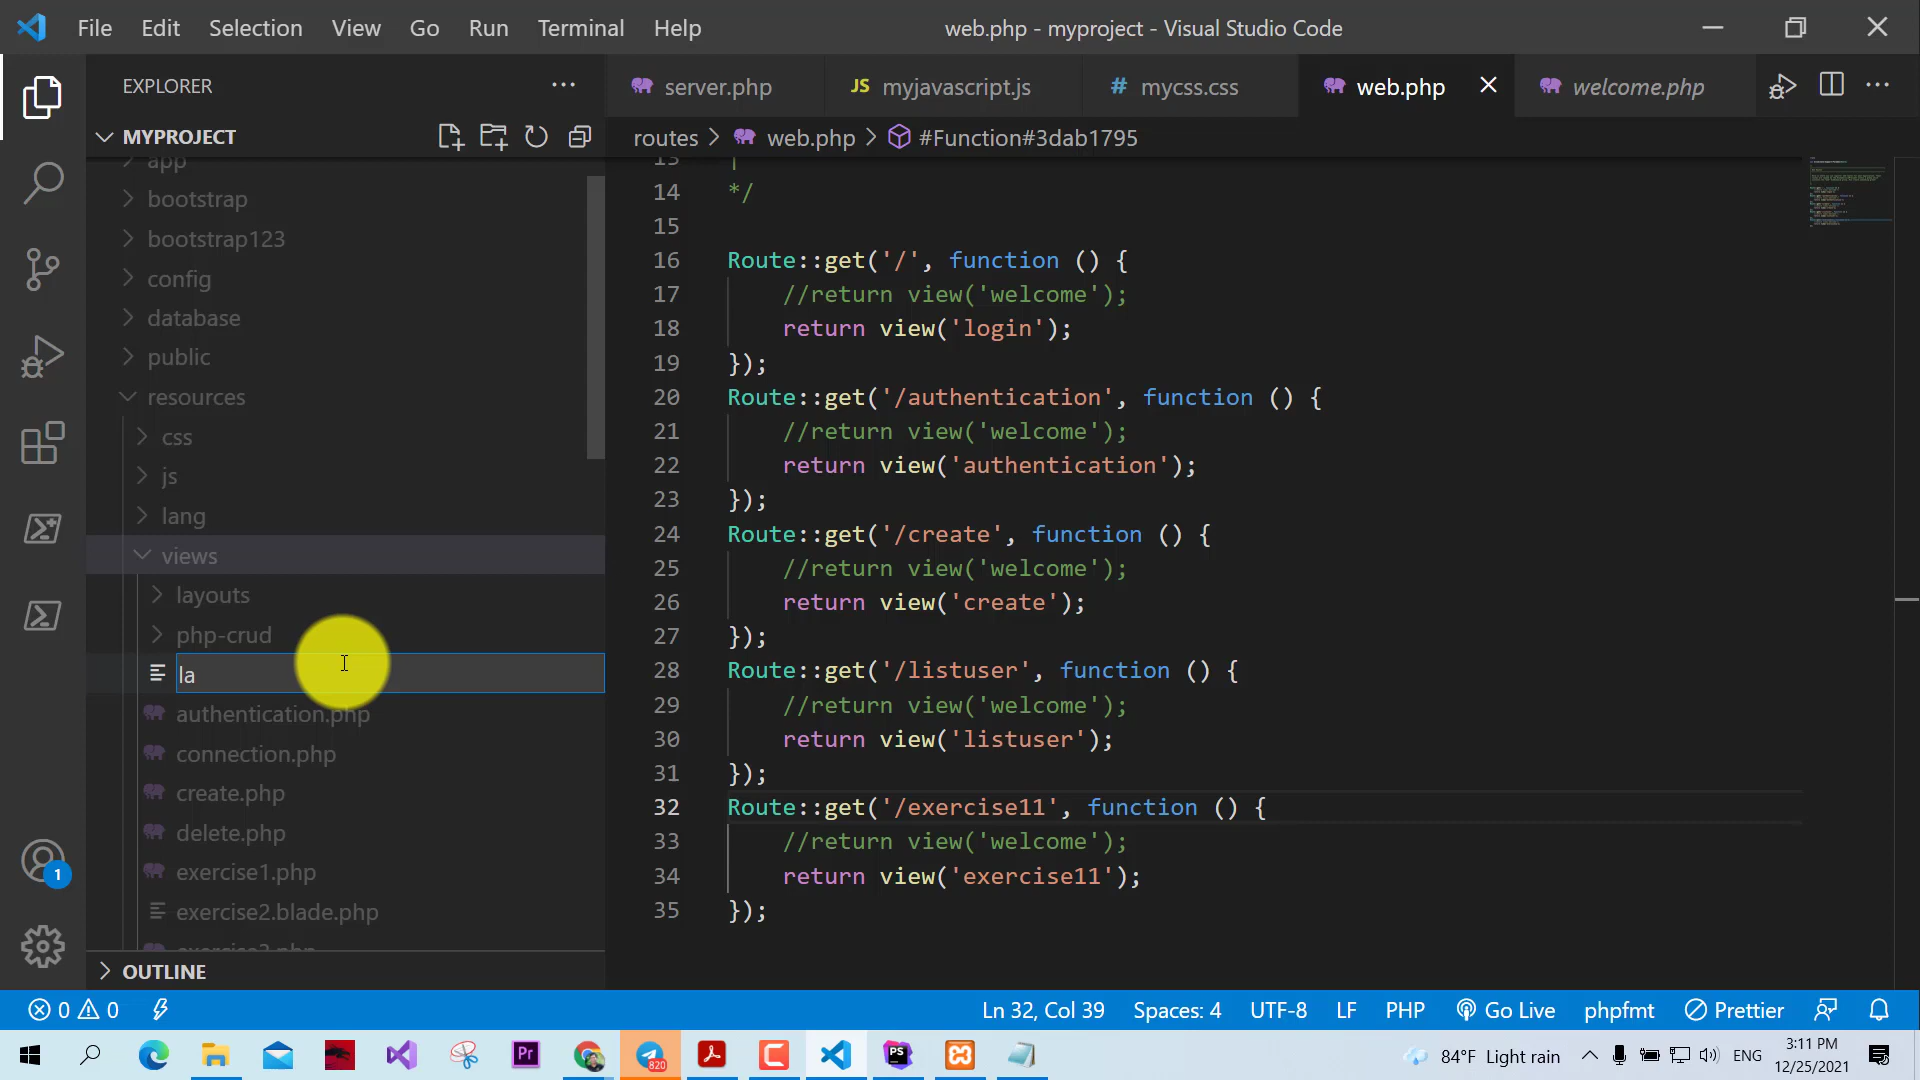 File Edit Selection View Go Run Terminal Help
web.php - myproject - Visual Studio Code
EXPLORER
server.php
JS myjavascript.js
# mycss.css
web.php
welcome.php
MYPROJECT
routes > web.php > #Function#3dab1795
app
bootstrap
bootstrap123
config
database
public
resources
css
js
lang
views
layouts
php-crud
la
authentication.php
connection.php
create.php
delete.php
exercise1.php
exercise2.blade.php
exercise3.php
OUTLINE
13 |
14 */
15
16 Route::get('/', function () {
17 //return view('welcome');
18 return view('login');
19 });
20 Route::get('/authentication', function () {
21 //return view('welcome');
22 return view('authentication');
23 });
24 Route::get('/create', function () {
25 //return view('welcome');
26 return view('create');
27 });
28 Route::get('/listuser', function () {
29 //return view('welcome');
30 return view('listuser');
31 });
32 Route::get('/exercise11', function () {
33 //return view('welcome');
34 return view('exercise11');
35 });
1
0 0
Ln 32, Col 39 Spaces: 4 UTF-8 LF PHP Go Live phpfmt Prettier
Pr
820
PS
84°F Light rain
ENG
3:11 PM
12/25/2021